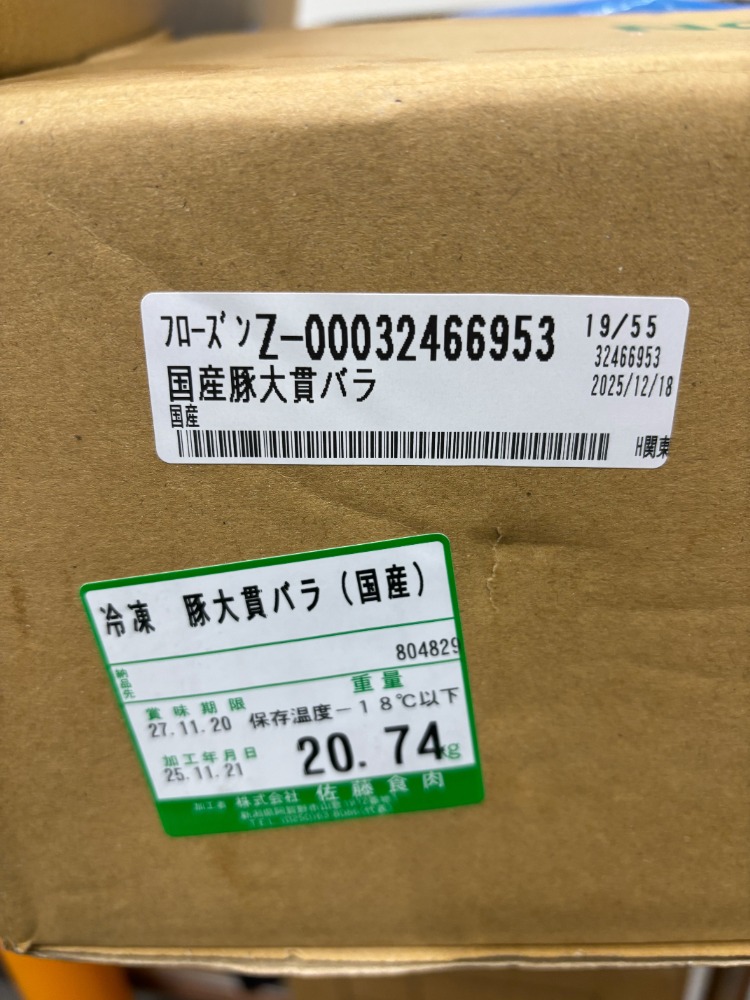 フローズンZ-00032466953 19/55
32466953
国産豚大貫バラ 2025/12/18
国産
H関東
冷凍 豚大貫バラ(国産)
804829
納品先
重量
賞味期限
27.11.20 保存温度-18℃以下
加工年月日
25.11.21 20.74kg
加工者 株式会社 佐藤食肉